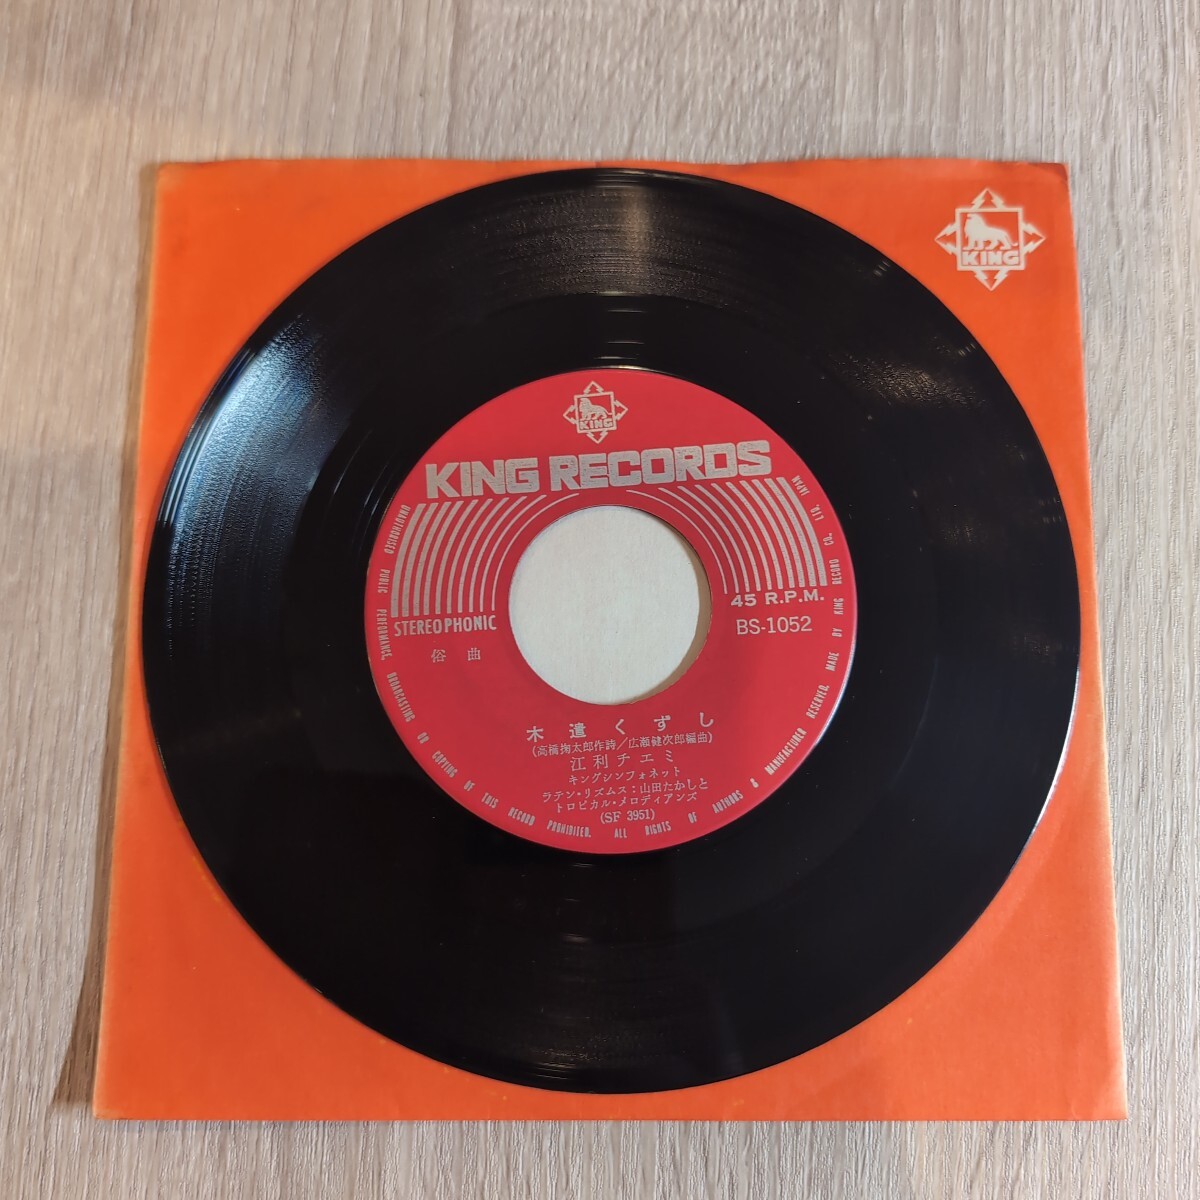 KING
KING
KING RECORDS
45 R.P.M.
STEREOPHONIC
BS-1052
俗曲
木遣くずし
(高橋掬太郎作詩/広瀬健次郎編曲)
江利チエミ
キングシンフォネット
ラテン・リズムス:山田たかしと
トロピカル・メロディアンズ
(SF 3951)
UNAUTHORISED PUBLIC PERFORMANCE, BROADCASTING OR COPYING OF THIS RECORD PROHIBITED. ALL RIGHTS OF AUTHORS & MANUFACTURER RESERVED. MADE BY KING RECORD CO., LTD. JAPAN